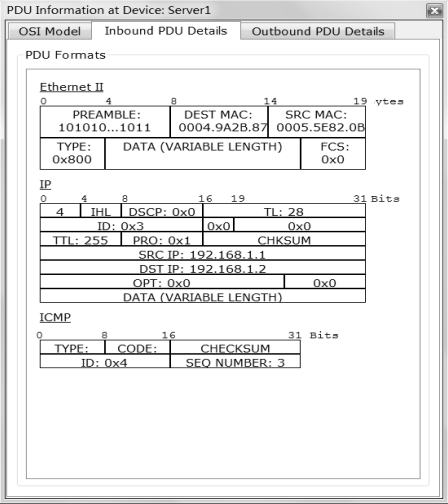 PDU Information at Device: Server1
OSI Model Inbound PDU Details Outbound PDU Details
PDU Formats
Ethernet II
0 4 8 14 19 ytes
PREAMBLE: DEST MAC: SRC MAC:
101010...1011 0004.9A2B.87 0005.5E82.0B
TYPE: DATA (VARIABLE LENGTH) FCS:
0x800 0x0
IP
0 4 8 16 19 31 Bits
4 IHL DSCP: 0x0 TL: 28
ID: 0x3 0x0 0x0
TTL: 255 PRO: 0x1 CHKSUM
SRC IP: 192.168.1.1
DST IP: 192.168.1.2
OPT: 0x0 0x0
DATA (VARIABLE LENGTH)
ICMP
0 8 16 31 Bits
TYPE: CODE: CHECKSUM
ID: 0x4 SEQ NUMBER: 3